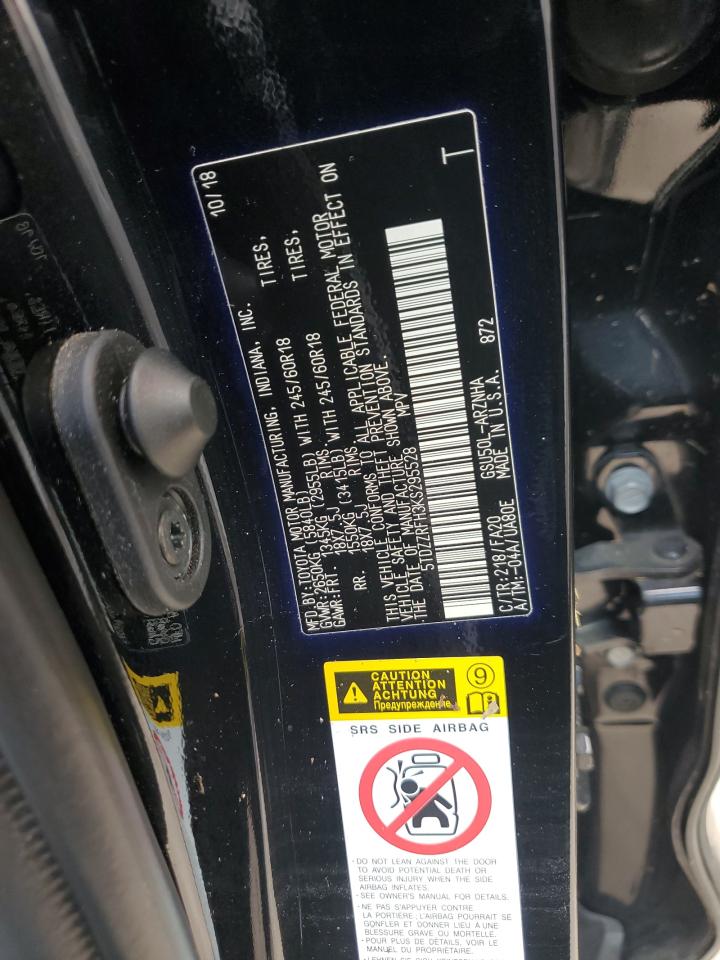 MFD.BY:TOYOTA MOTOR MANUFACTURING, INDIANA, INC. 10/18
GVWR:2650KG (5840LB)
GAWR:FRT. 1345KG (2955LB) WITH 245/60R18 TIRES,
18X7.5J RIMS
RR. 1550KG (3415LB) WITH 245/60R18 TIRES,
18X7.5J RIMS
THIS VEHICLE CONFORMS TO ALL APPLICABLE FEDERAL MOTOR
VEHICLE SAFETY AND THEFT PREVENTION STANDARDS IN EFFECT ON
THE DATE OF MANUFACTURE SHOWN ABOVE.
5TDZZRFH3KS295528 MPV
T
C/TR:218/FA20 GSU50L-ARZNHA 872
A/TM:-04A/UA80E MADE IN U.S.A.
CAUTION
ATTENTION
ACHTUNG
Предупреждение
9
SRS SIDE AIRBAG
・DO NOT LEAN AGAINST THE DOOR
TO AVOID POTENTIAL DEATH OR
SERIOUS INJURY WHEN THE SIDE
AIRBAG INFLATES.
・SEE OWNER'S MANUAL FOR DETAILS.
・NE PAS S'APPUYER CONTRE
LA PORTIÈRE; L'AIRBAG POURRAIT SE
GONFLER ET DONNER LIEU À UNE
BLESSURE GRAVE OU MORTELLE.
・POUR PLUS DE DÉTAILS, VOIR LE
MANUEL DU PROPRIÉTAIRE.